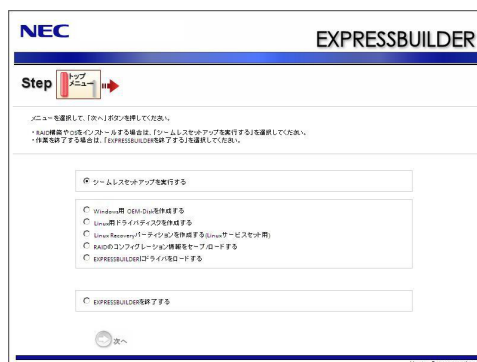 NEC
EXPRESSBUILDER
Step トップメニュー
メニューを選択して、「次へ」ボタンを押してください。
・RAID構築やOSをインストールする場合は、「シームレスセットアップを実行する」を選択してください。
・作業を終了する場合は、「EXPRESSBUILDERを終了する」を選択してください。
シームレスセットアップを実行する
Windows用 OEM-Diskを作成する
Linux用ドライバディスクを作成する
Linux Recoveryパーティションを作成する(Linuxサービスセット用)
RAIDのコンフィグレーション情報をセーブ/ロードする
EXPRESSBUILDERにドライバをロードする
EXPRESSBUILDERを終了する
次へ